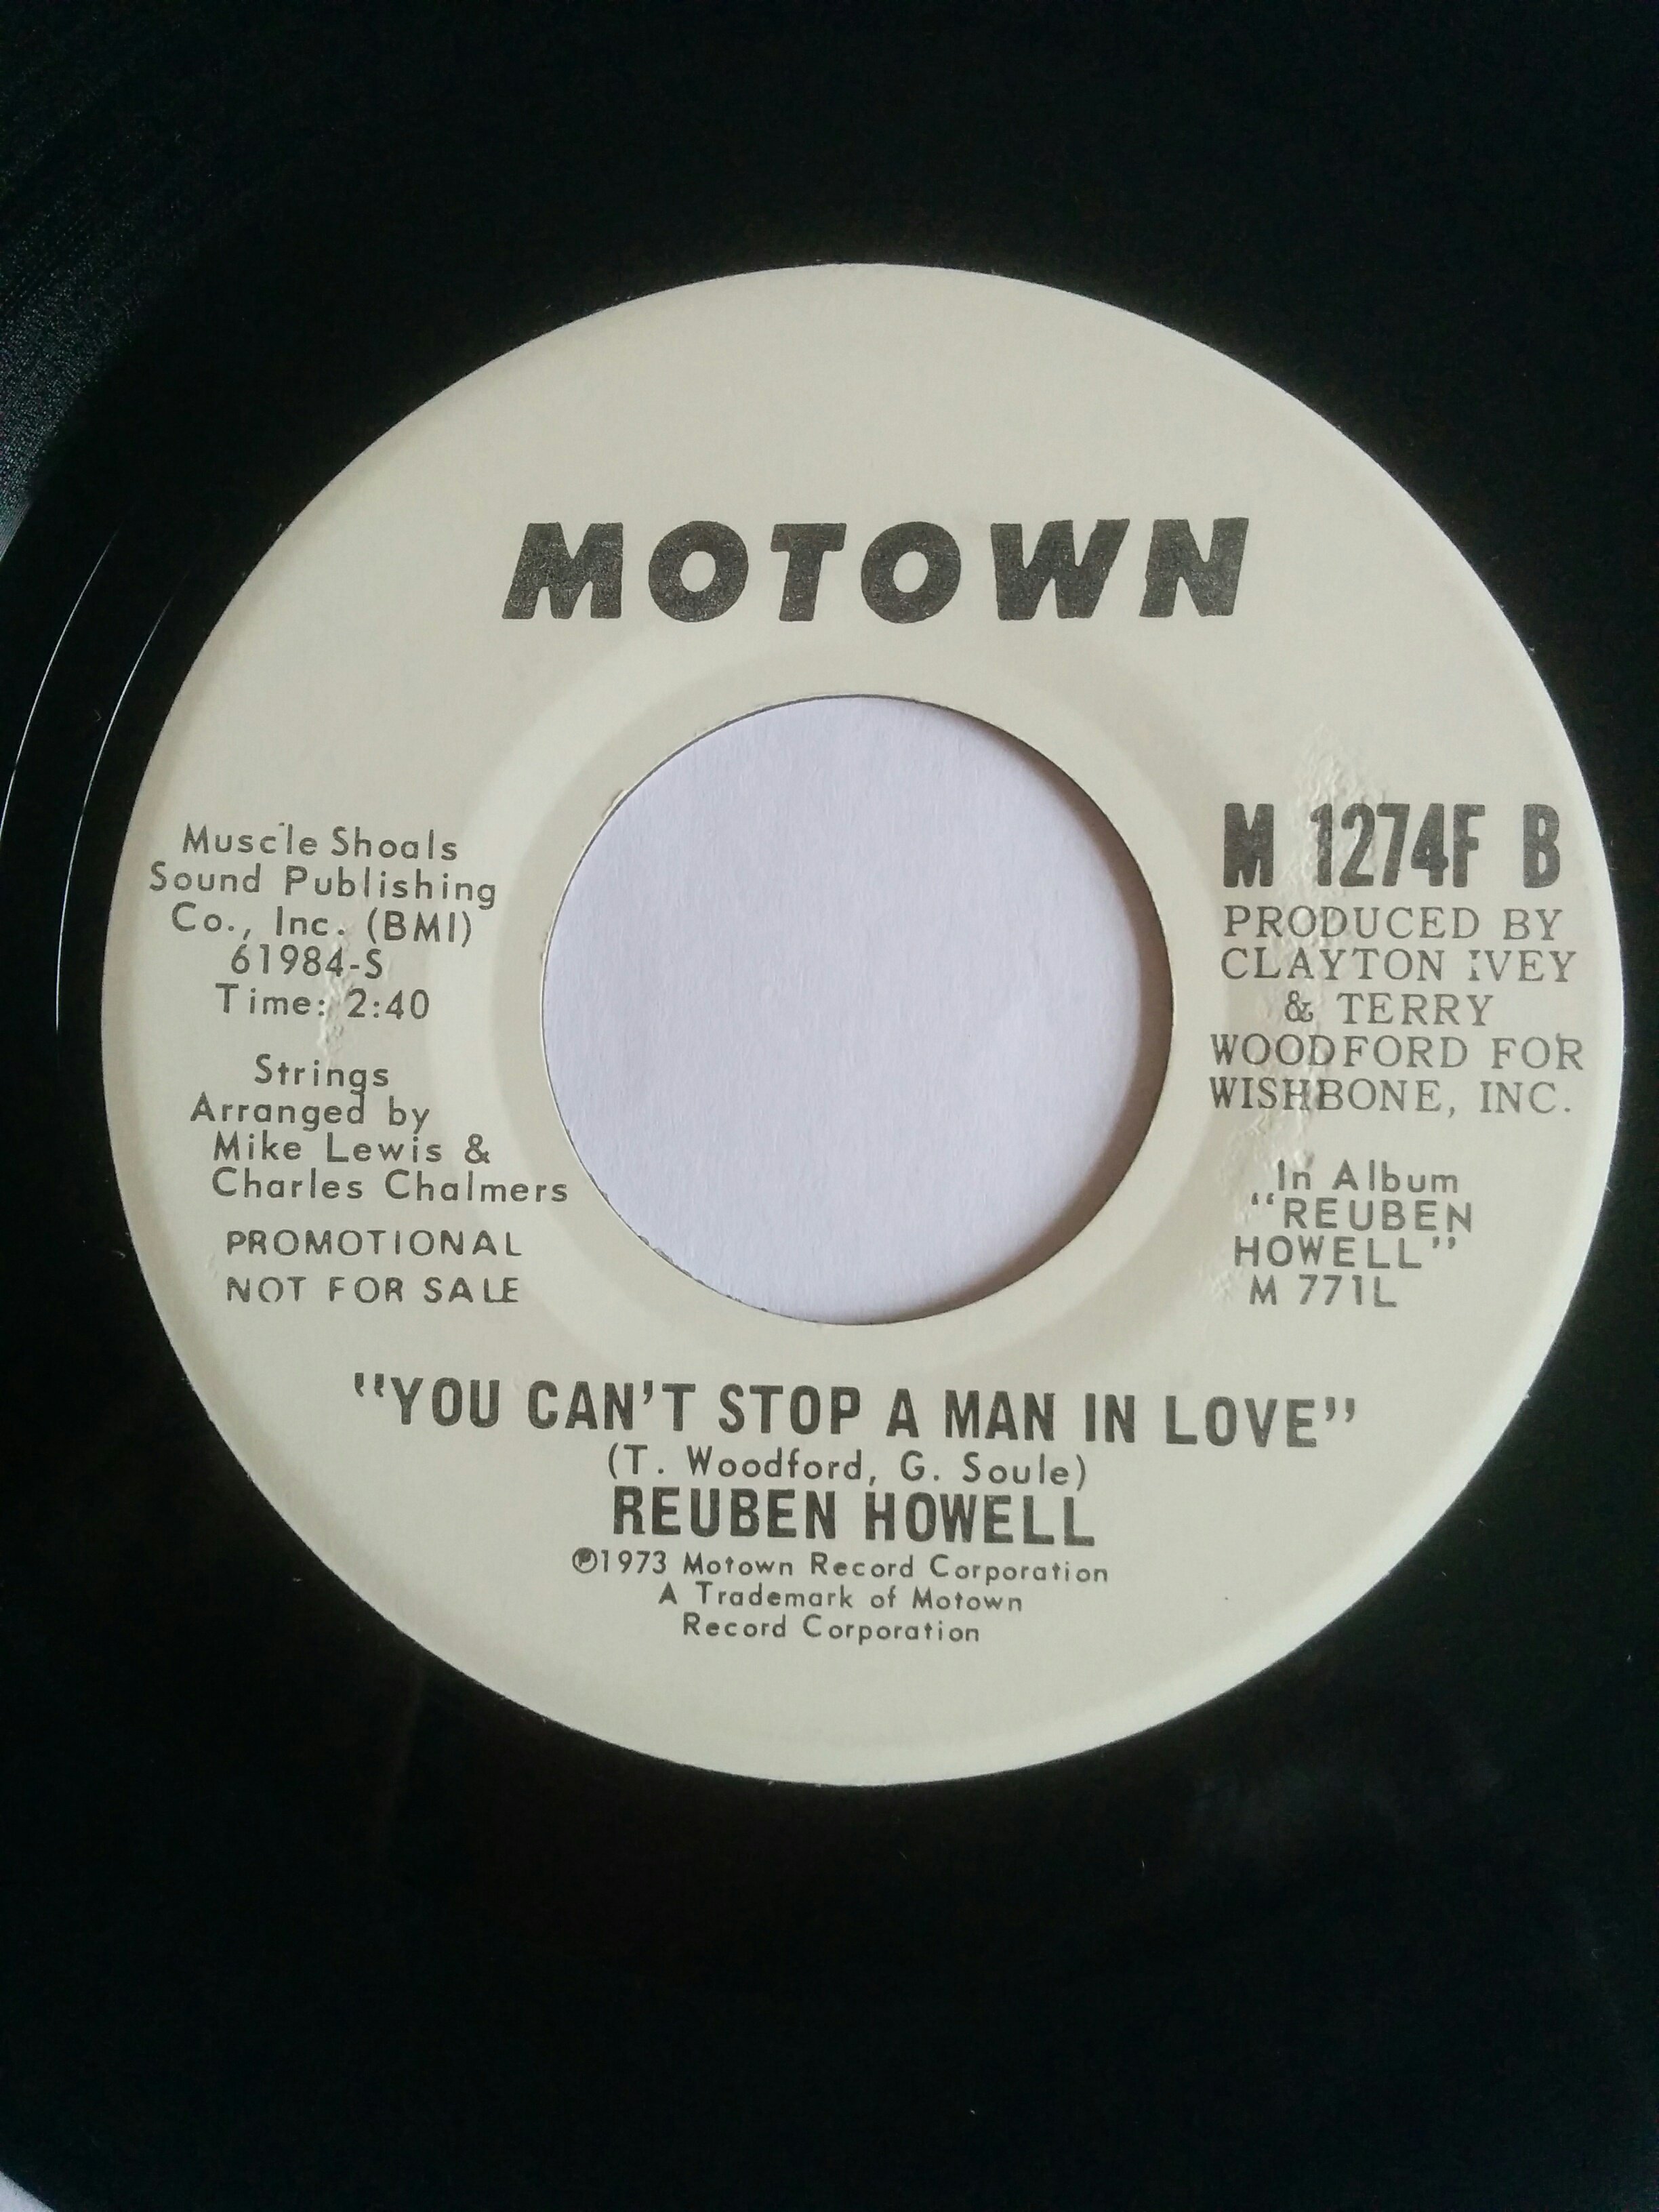 MOTOWN
Muscle Shoals
Sound Publishing
Co., Inc. (BMI)
61984-S
Time: 2:40
Strings
Arranged by
Mike Lewis &
Charles Chalmers
PROMOTIONAL
NOT FOR SALE
M 1274F B
PRODUCED BY
CLAYTON IVEY
& TERRY
WOODFORD FOR
WISHBONE, INC.
In Album
"REUBEN
HOWELL"
M 771L
"YOU CAN'T STOP A MAN IN LOVE"
(T. Woodford, G. Soule)
REUBEN HOWELL
℗1973 Motown Record Corporation
A Trademark of Motown
Record Corporation